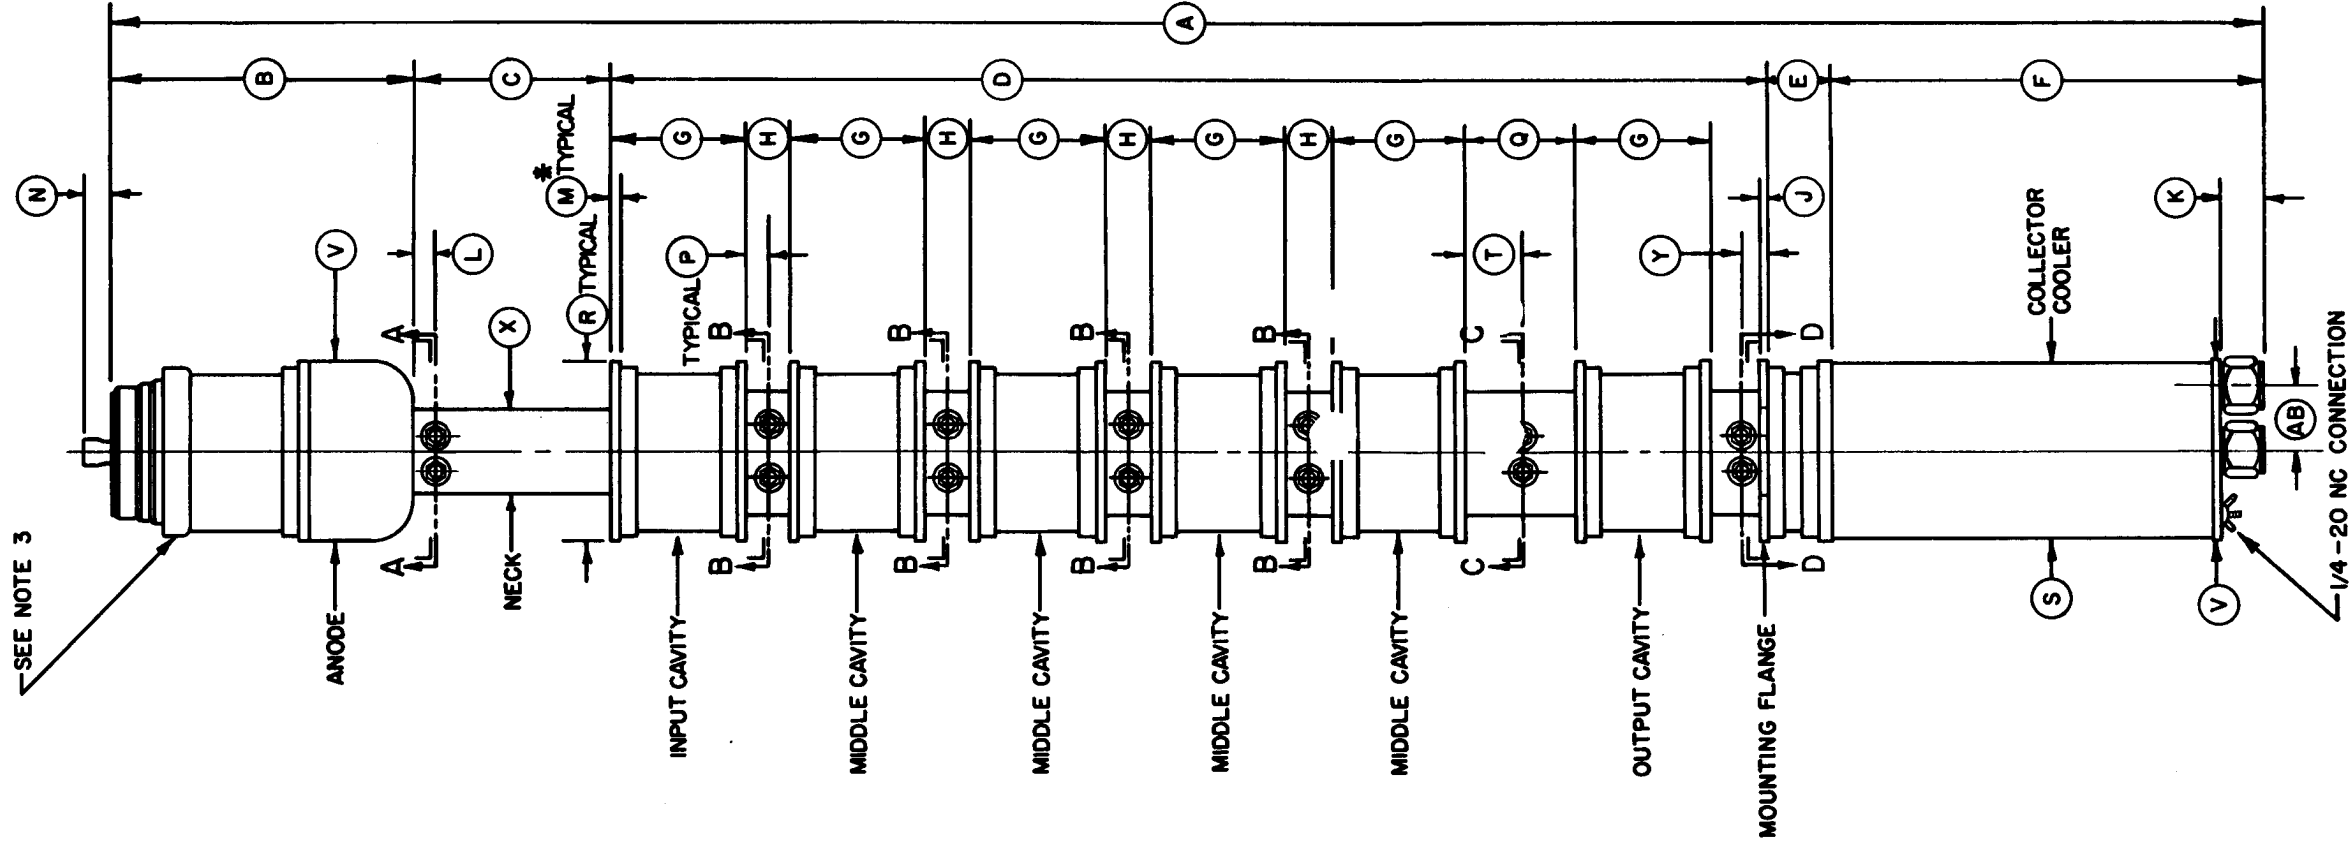 A
B
C
D
E
F
G
H
G
H
G
H
G
H
G
Q
G
N
M
* TYPICAL
J
K
V
L
R TYPICAL
P
TYPICAL
T
Y
X
A
B
B
B
B
C
D
COLLECTOR
COOLER
AB
1/4-20 NC CONNECTION
A
B
B
B
B
C
D
SEE NOTE 3
ANODE
NECK
INPUT CAVITY
MIDDLE CAVITY
MIDDLE CAVITY
MIDDLE CAVITY
MIDDLE CAVITY
OUTPUT CAVITY
MOUNTING FLANGE
S
V